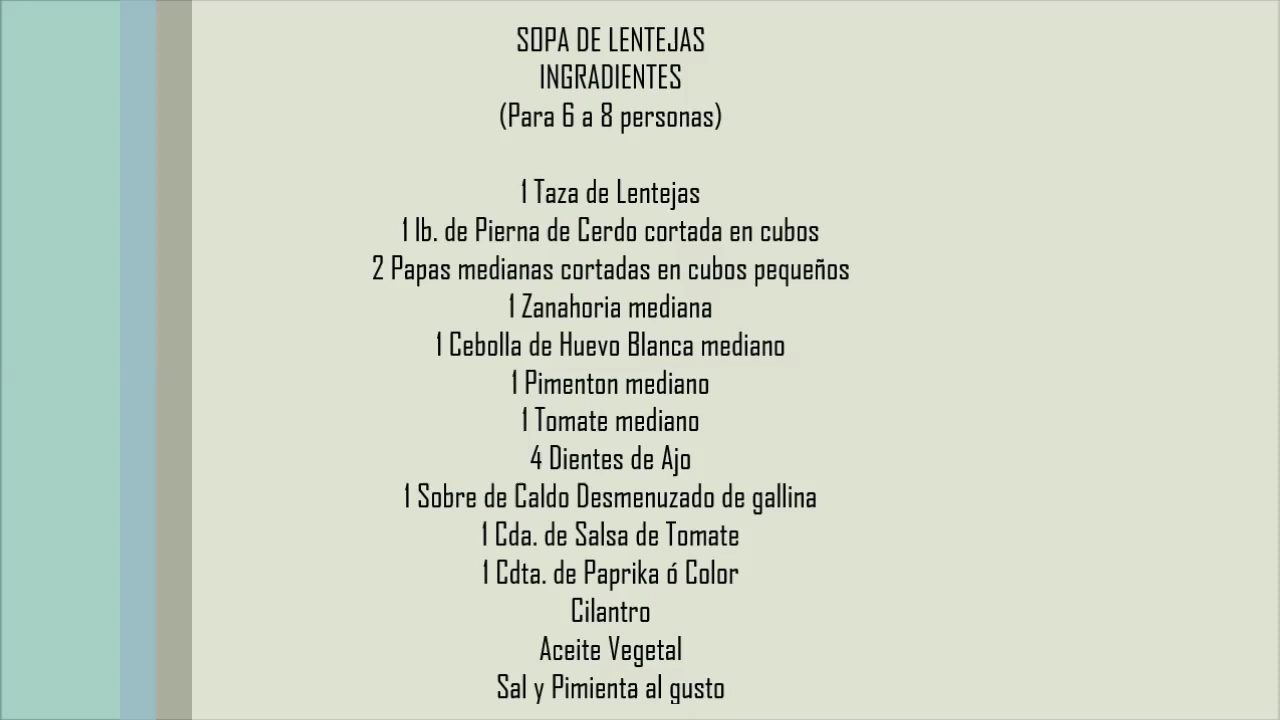 SOPA DE LENTEJAS
INGRADIENTES
(Para 6 a 8 personas)
1 Taza de Lentejas
1 lb. de Pierna de Cerdo cortada en cubos
2 Papas medianas cortadas en cubos pequeños
1 Zanahoria mediana
1 Cebolla de Huevo Blanca mediano
1 Pimenton mediano
1 Tomate mediano
4 Dientes de Ajo
1 Sobre de Caldo Desmenuzado de gallina
1 Cda. de Salsa de Tomate
1 Cdta. de Paprika ó Color
Cilantro
Aceite Vegetal
Sal y Pimienta al gusto